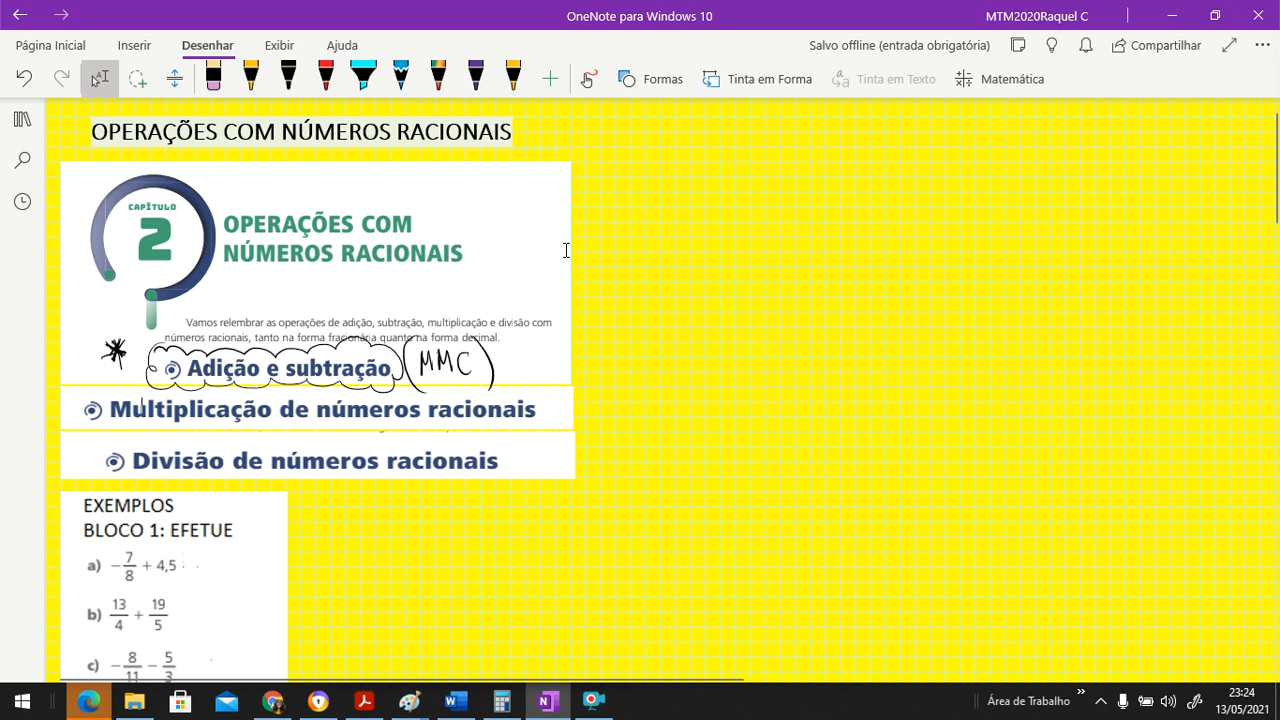 OneNote para Windows 10
MTM2020Raquel C
Página Inicial
Inserir
Desenhar
Exibir
Ajuda
Salvo offline (entrada obrigatória)
Compartilhar
Formas
Tinta em Forma
Tinta em Texto
Matemática
OPERAÇÕES COM NÚMEROS RACIONAIS
CAPÍTULO
2
OPERAÇÕES COM
NÚMEROS RACIONAIS
Vamos relembrar as operações de adição, subtração, multiplicação e divisão com
números racionais, tanto na forma fracionária quanto na forma decimal.
* Adição e subtração (MMC)
Multiplicação de números racionais
Divisão de números racionais
EXEMPLOS
BLOCO 1: EFETUE
a) -7/8 + 4,5
b) 13/4 + 19/5
c) -8/11 - 5/3
Área de Trabalho
23:24
13/05/2021